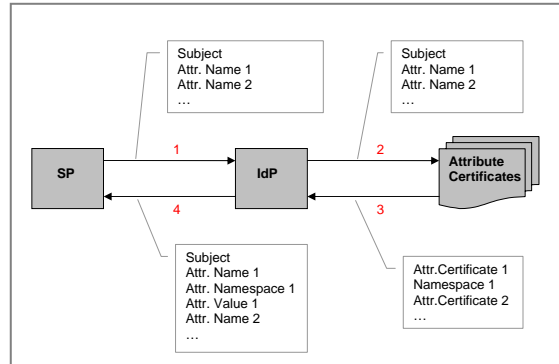 Subject
Attr. Name 1
Attr. Name 2
…
Subject
Attr. Name 1
Attr. Name 2
…
1
2
SP
IdP
Attribute
Certificates
4
3
Subject
Attr. Name 1
Attr. Namespace 1
Attr. Value 1
Attr. Name 2
…
Attr.Certificate 1
Namespace 1
Attr.Certificate 2
…